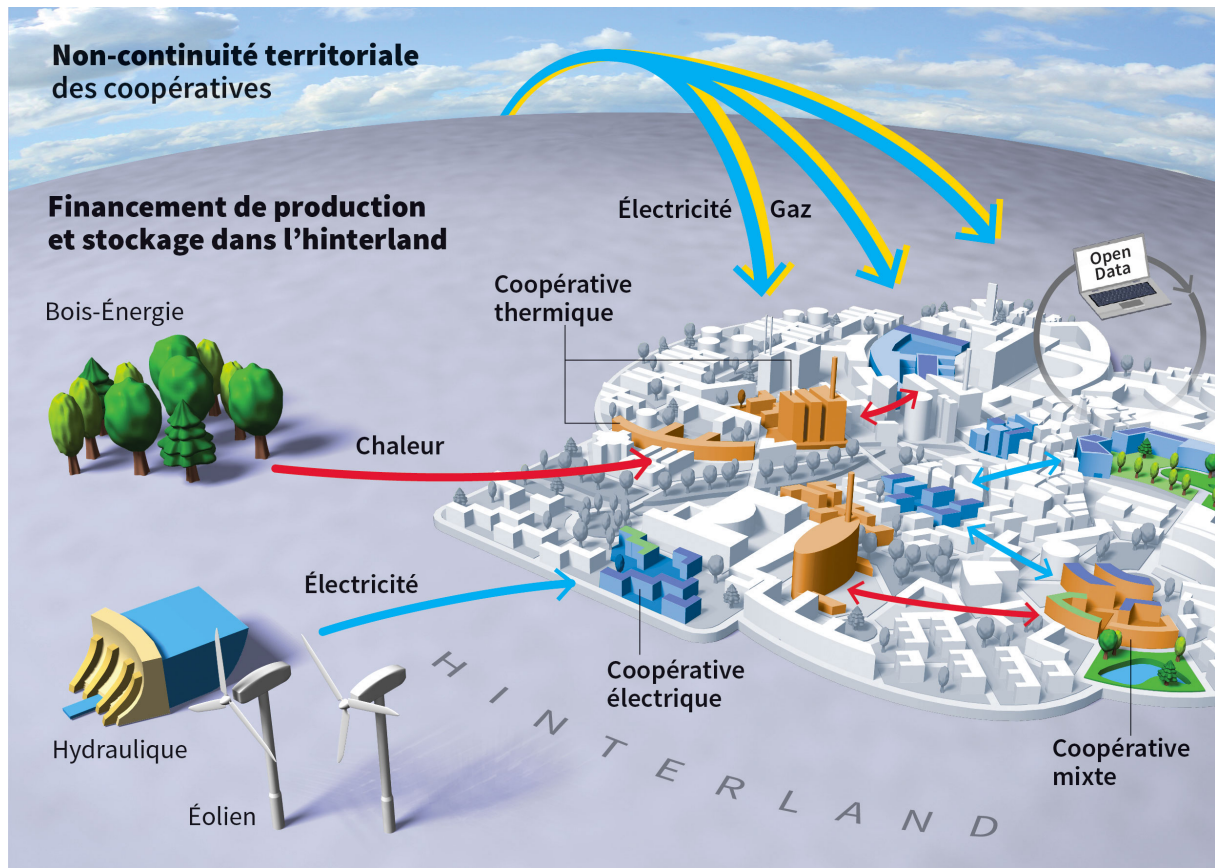 Non-continuité territoriale
des coopératives
Financement de production
et stockage dans l’hinterland
Électricité
Gaz
Open
Data
Coopérative
thermique
Bois-Énergie
Chaleur
Électricité
Coopérative
électrique
Hydraulique
Éolien
HINTERLAND
Coopérative
mixte